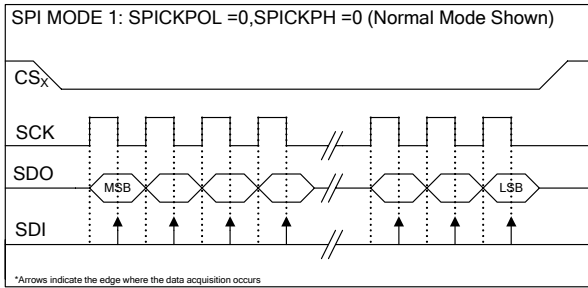 SPI MODE 1: SPICKPOL =0,SPICKPH =0 (Normal Mode Shown)
CSX
SCK
SDO
MSB
LSB
SDI
*Arrows indicate the edge where the data acquisition occurs